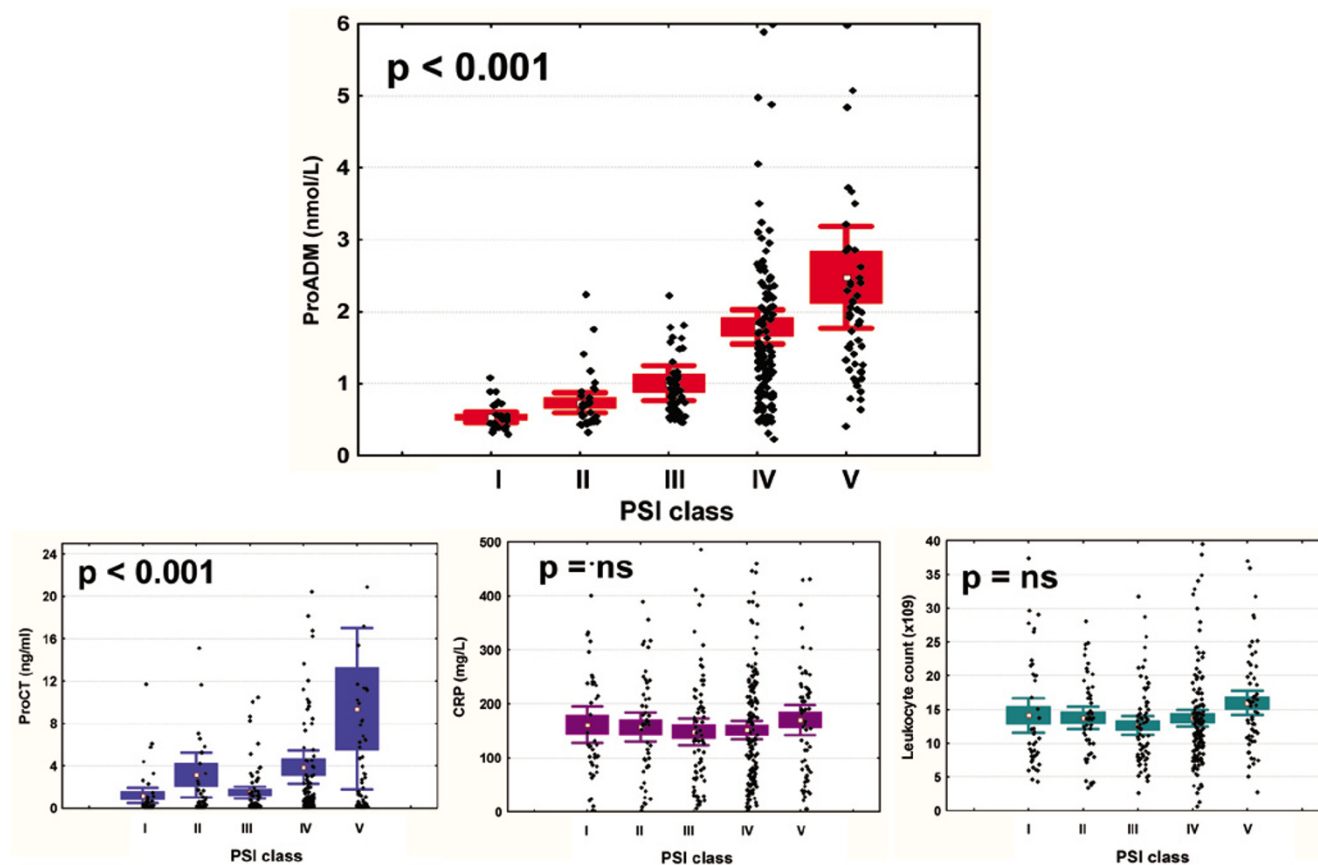 p < 0.001
ProADM (nmol/L)
6
5
4
3
2
1
0
I II III IV V
PSI class
p < 0.001
ProCT (ng/ml)
24
20
16
12
8
4
0
I II III IV V
PSI class
p = ns
CRP (mg/L)
500
400
300
200
100
0
I II III IV V
PSI class
p = ns
Leukocyte count (x109)
40
35
30
25
20
15
10
5
0
I II III IV V
PSI class